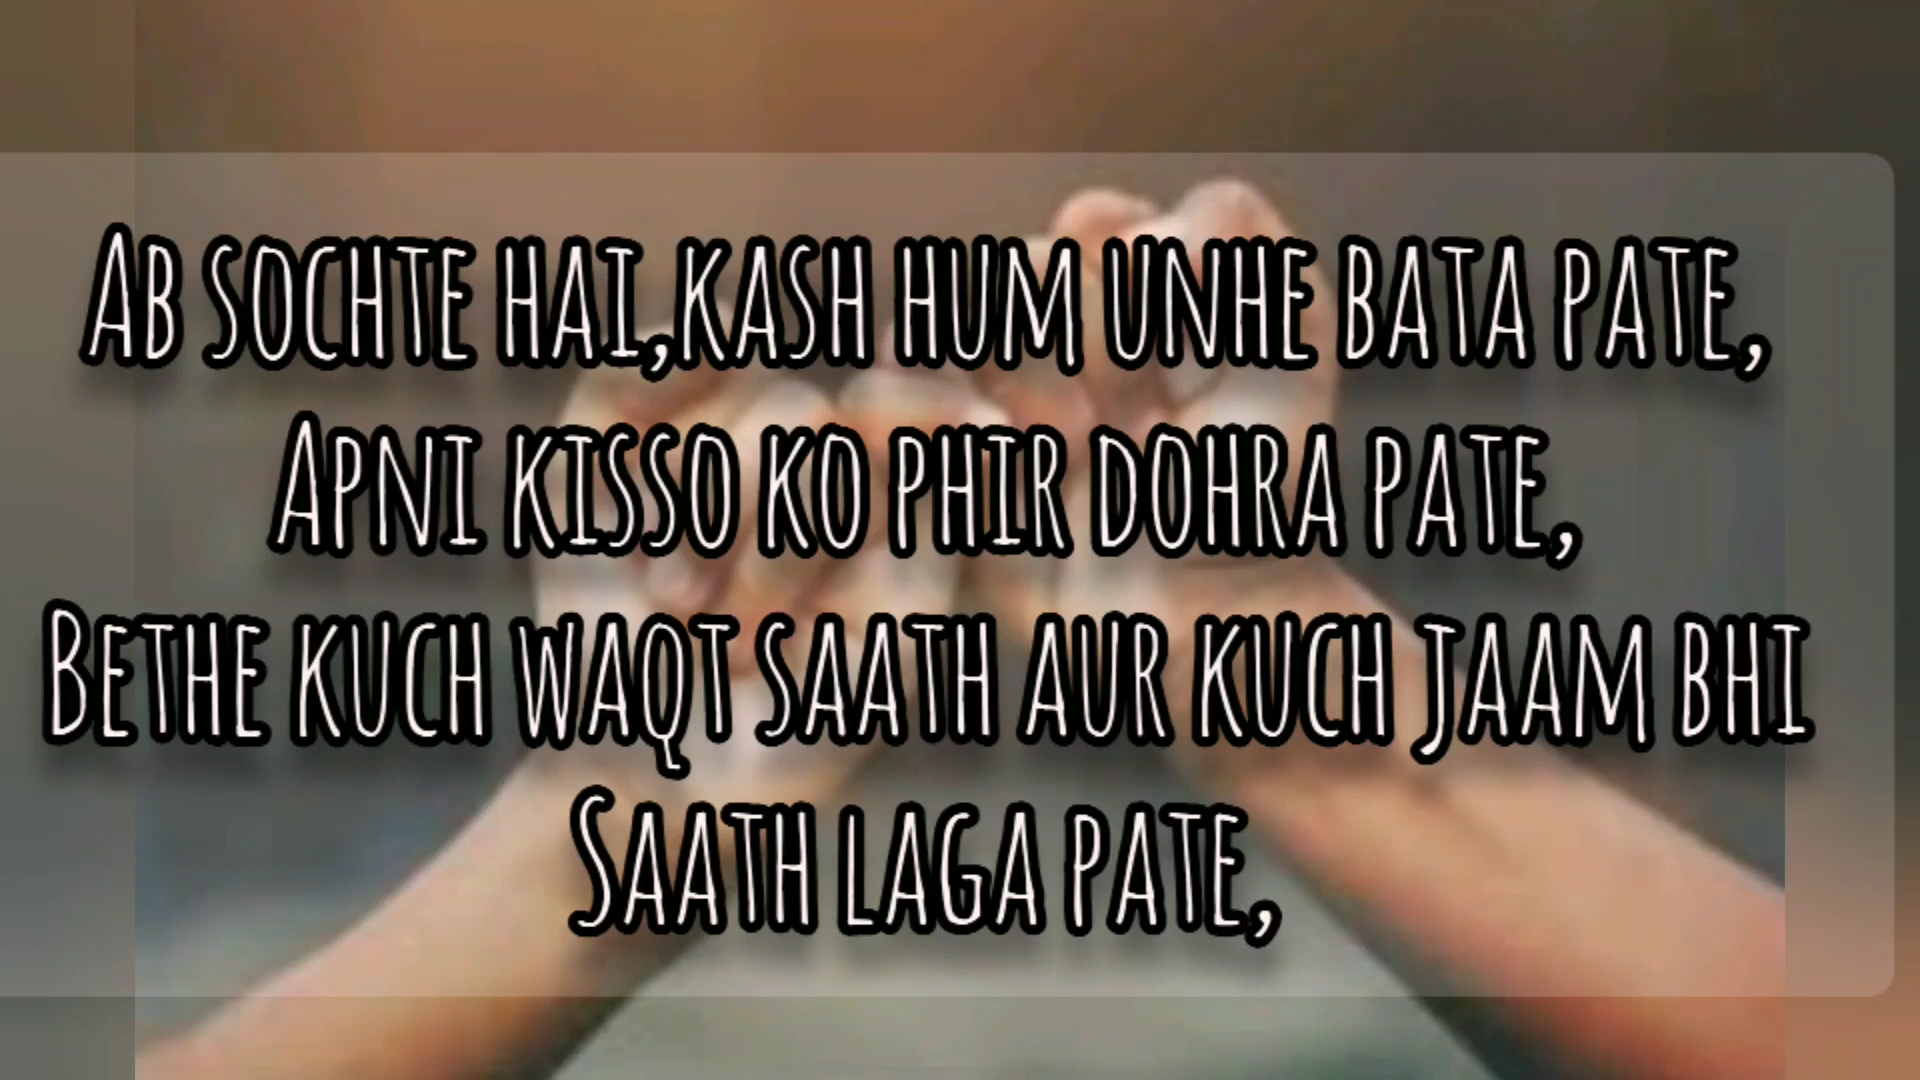 Ab sochte hai,kash hum unhe bata pate,
Apni kisso ko phir dohra pate,
Bethe kuch waqt saath aur kuch jaam bhi
Saath laga pate,